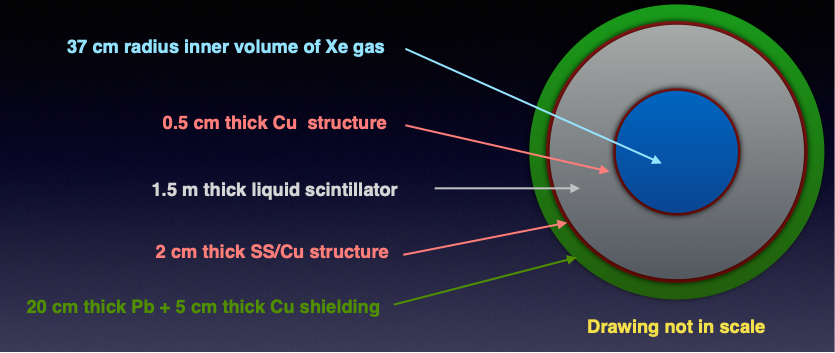 37 cm radius inner volume of Xe gas
0.5 cm thick Cu structure
1.5 m thick liquid scintillator
2 cm thick SS/Cu structure
20 cm thick Pb + 5 cm thick Cu shielding
Drawing not in scale